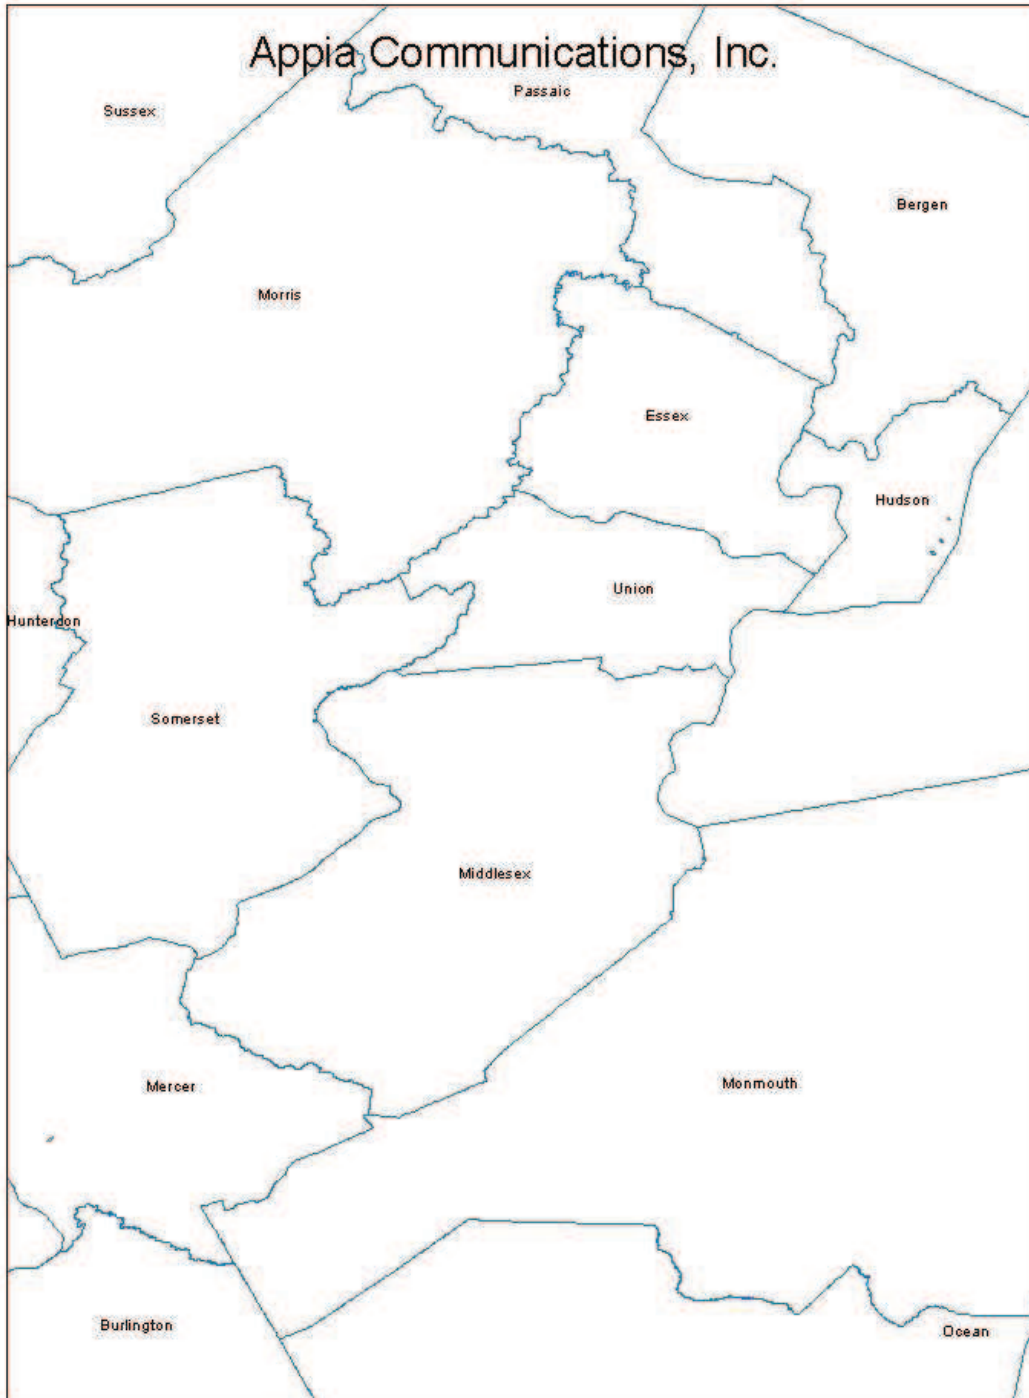 Appia Communications, Inc.
Passaic
Sussex
Bergen
Morris
Essex
Hudson
Union
Hunterdon
Somerset
Middlesex
Monmouth
Mercer
Burlington
Ocean